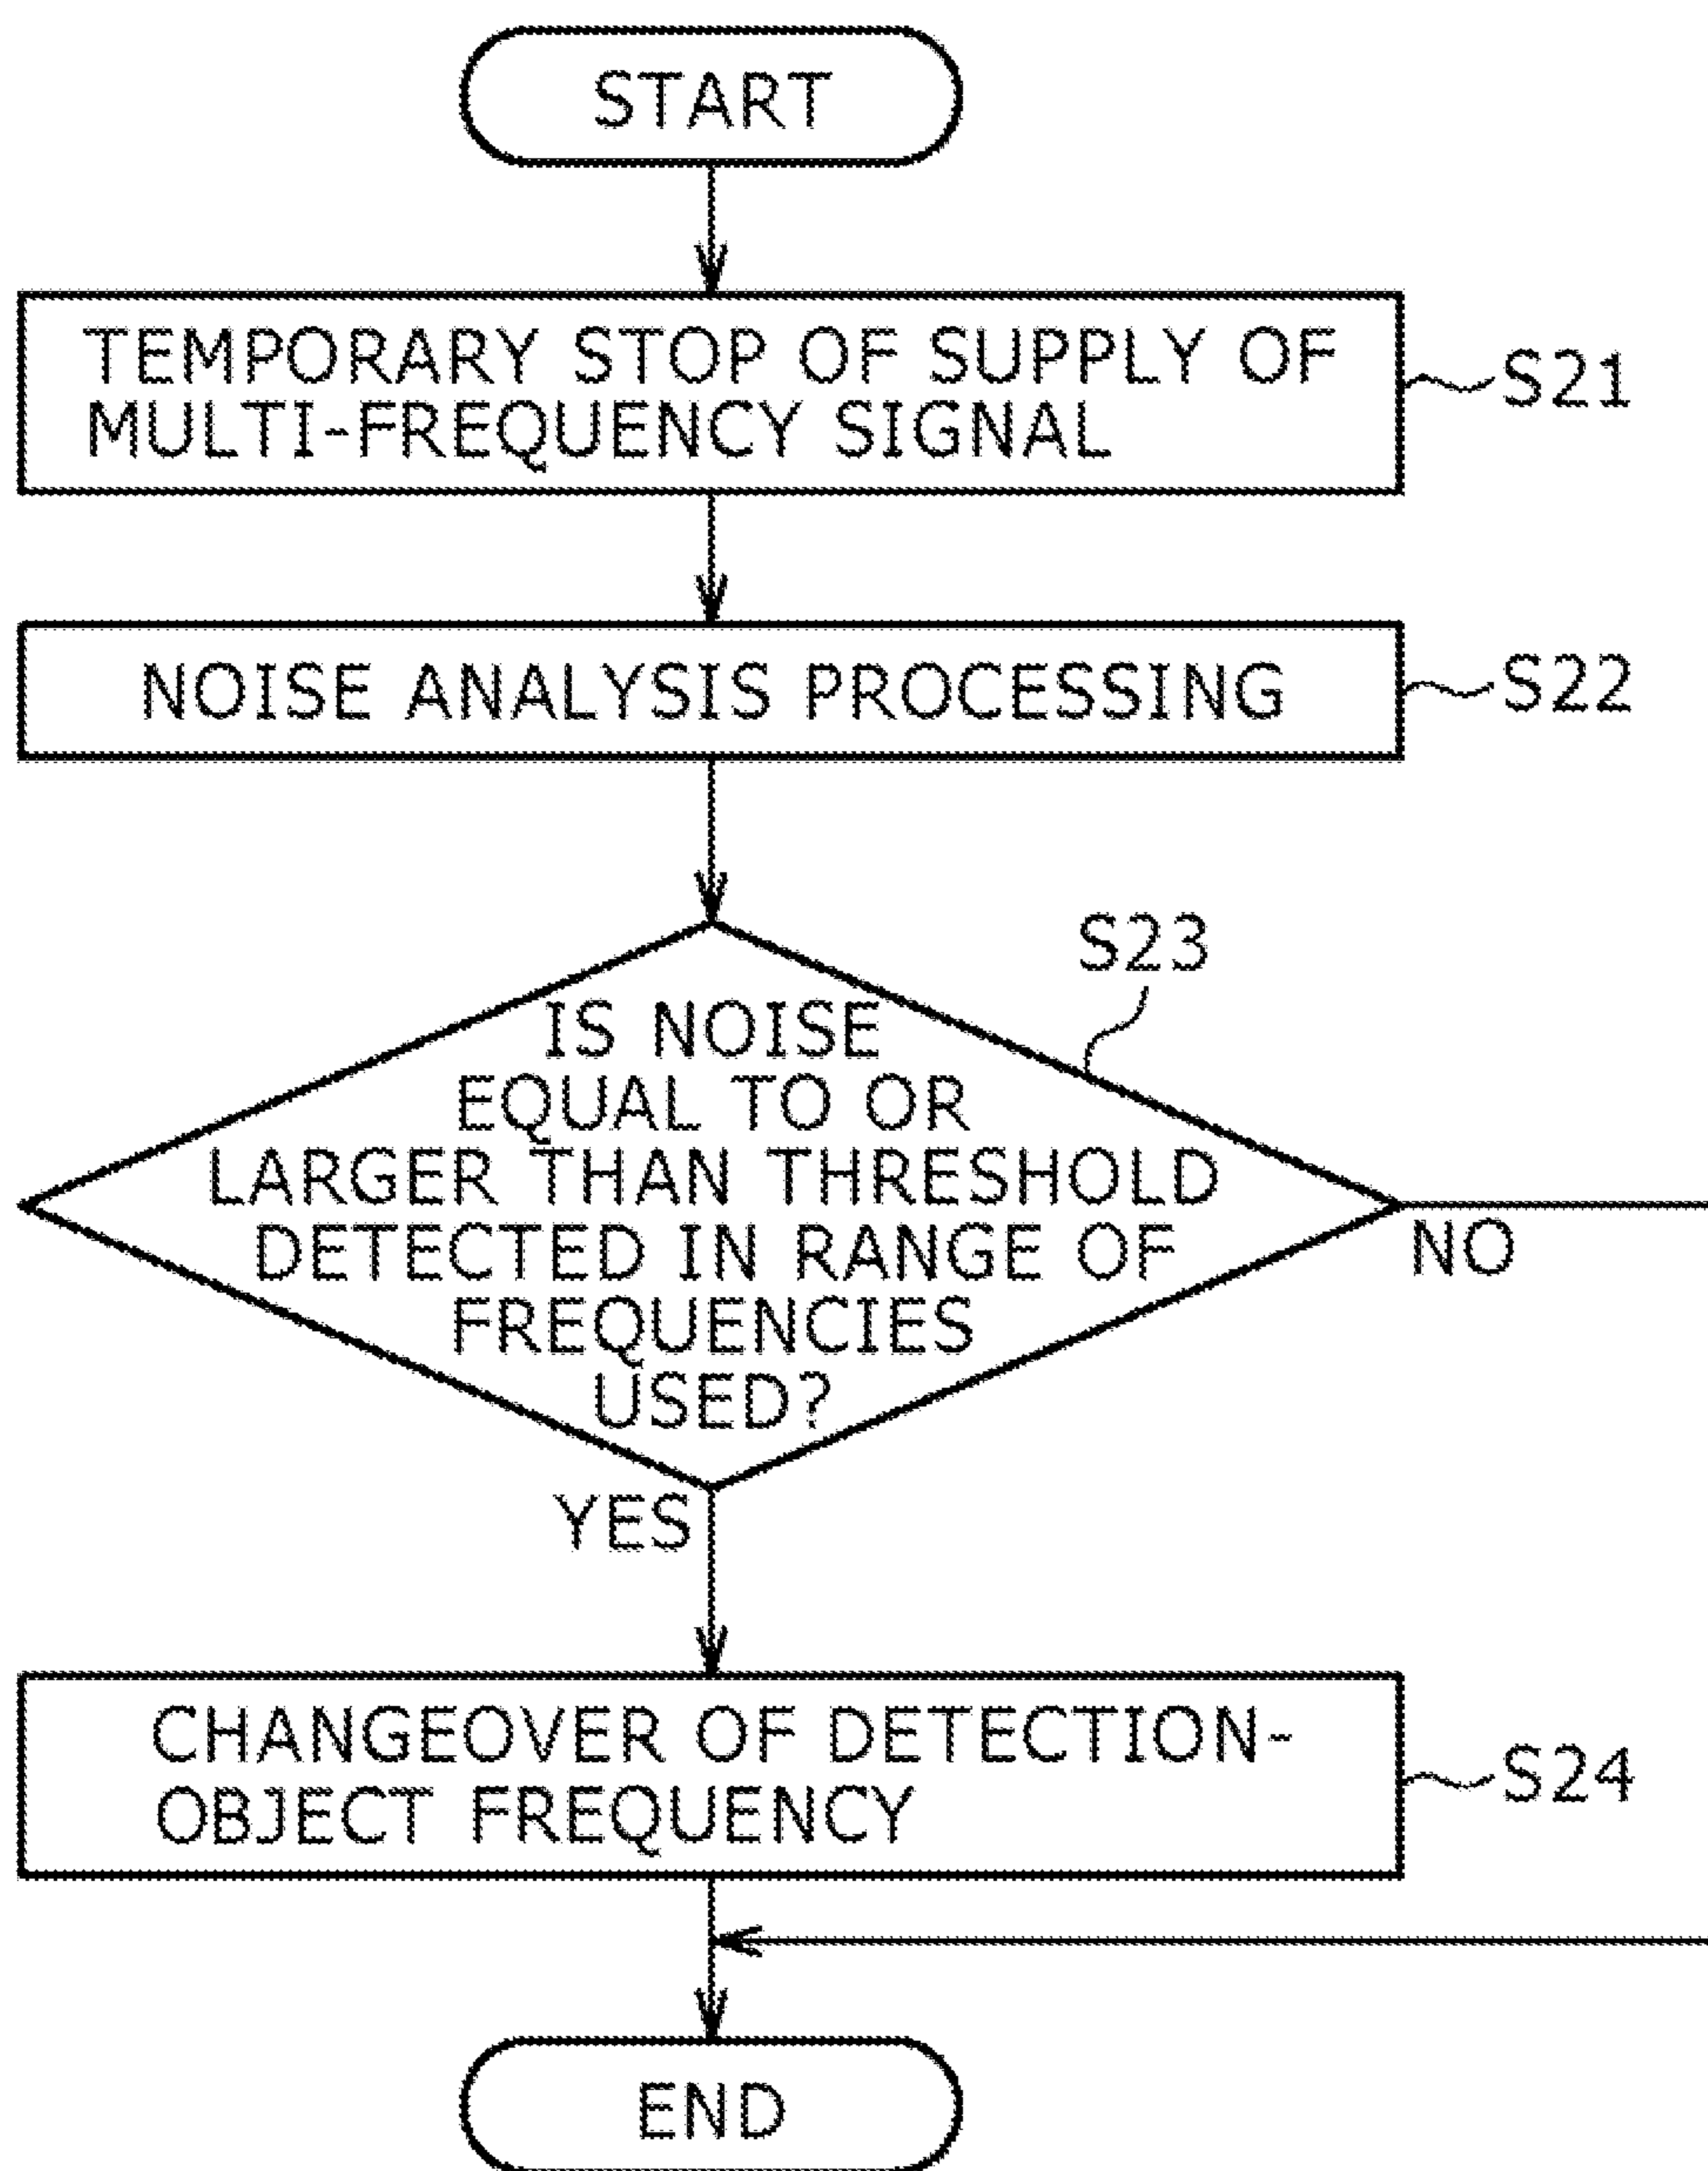 START
TEMPORARY STOP OF SUPPLY OF
MULTI-FREQUENCY SIGNAL
S21
NOISE ANALYSIS PROCESSING
S22
S23
IS NOISE
EQUAL TO OR
LARGER THAN THRESHOLD
DETECTED IN RANGE OF
FREQUENCIES
USED?
NO
YES
CHANGEOVER OF DETECTION-
OBJECT FREQUENCY
S24
END